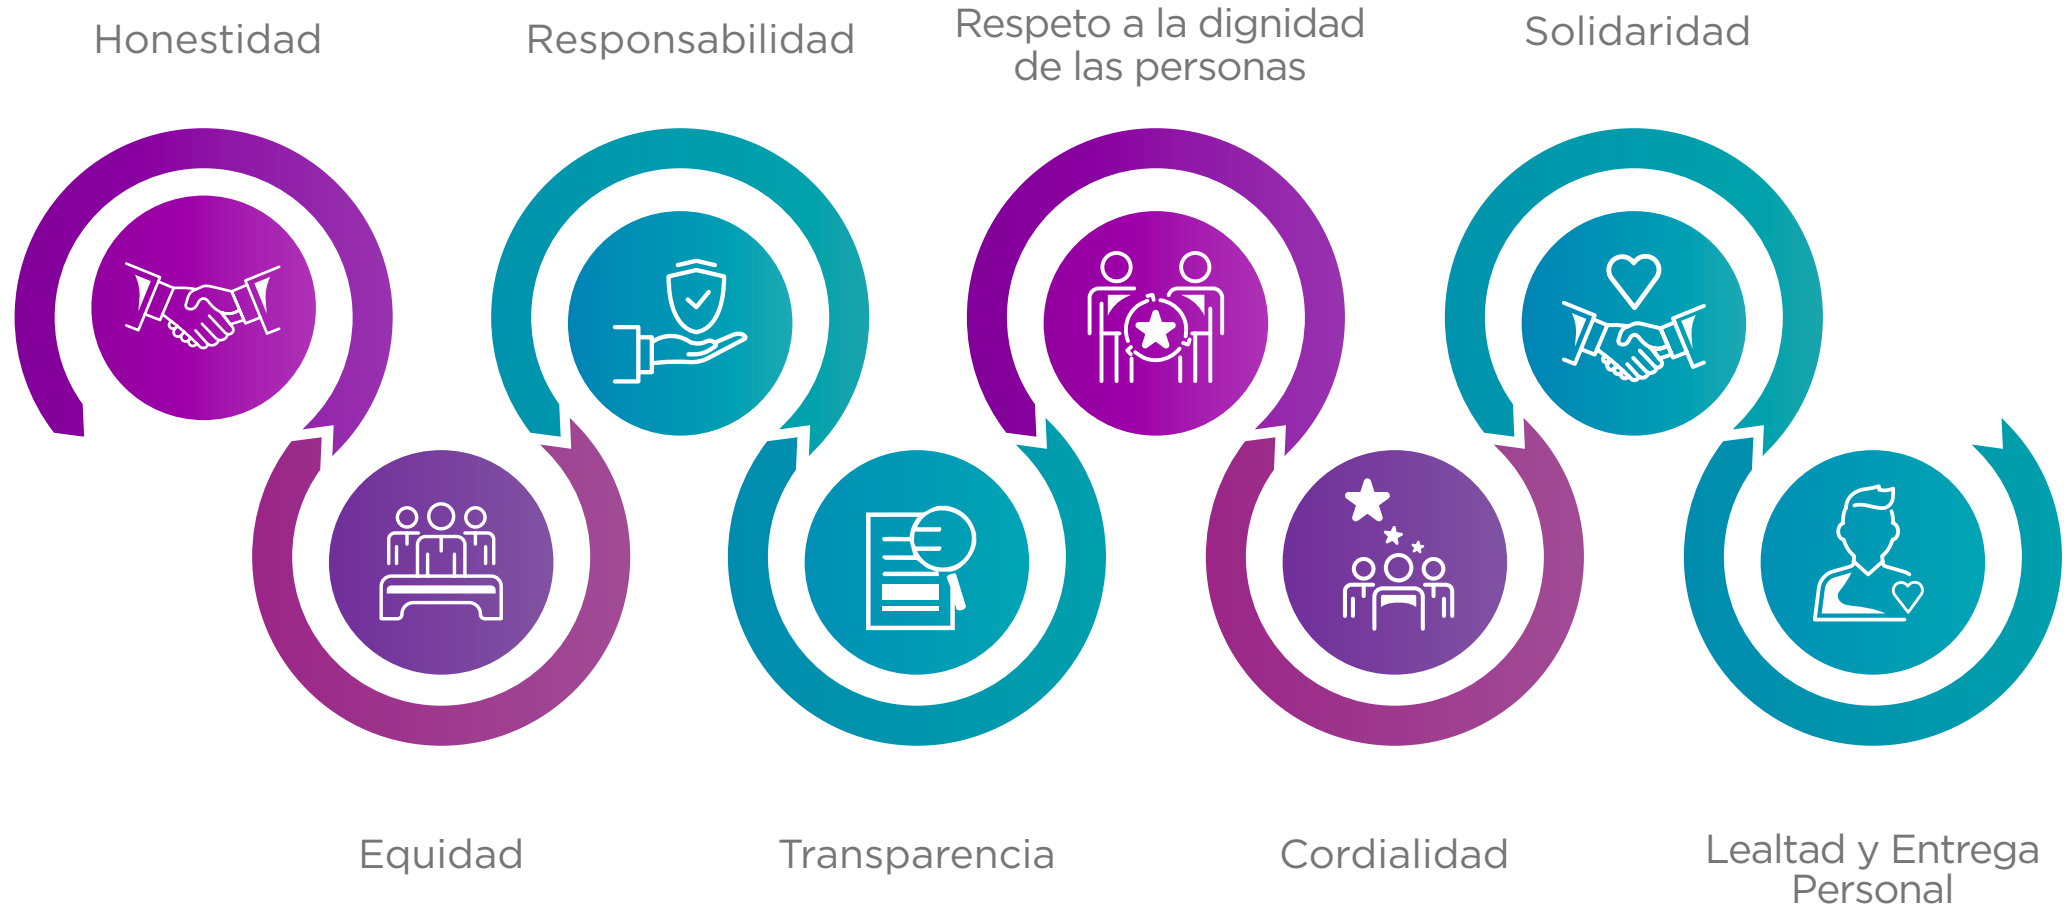 Honestidad
Responsabilidad
Respeto a la dignidad
de las personas
Solidaridad
Equidad
Transparencia
Cordialidad
Lealtad y Entrega
Personal